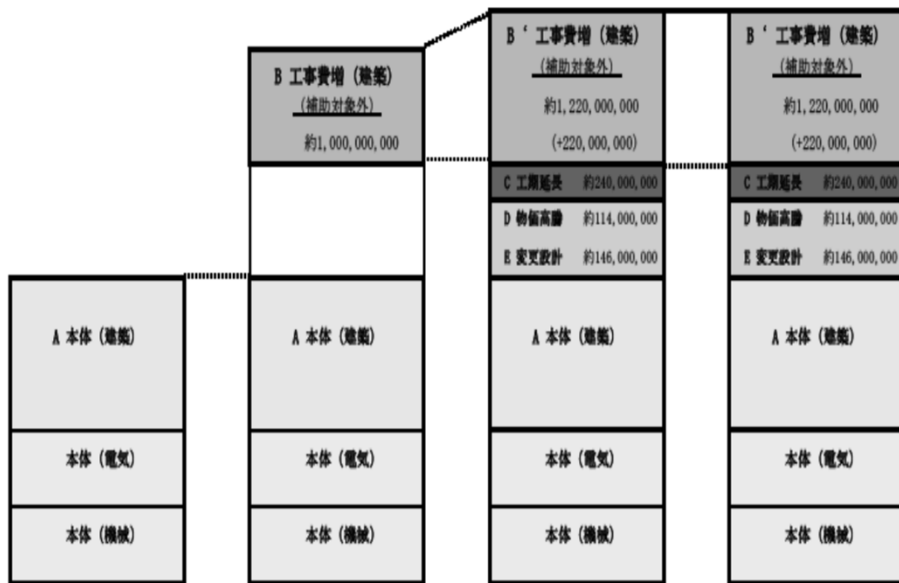 A 本体（建築）
本体（電気）
本体（機械）
B 工事費増（建築）
（補助対象外）
約1,000,000,000
A 本体（建築）
本体（電気）
本体（機械）
B ‘ 工事費増（建築）
（補助対象外）
約1,220,000,000
(+220,000,000)
C 工期延長 約240,000,000
D 物価高騰 約114,000,000
E 変更設計 約146,000,000
A 本体（建築）
本体（電気）
本体（機械）
B ‘ 工事費増（建築）
（補助対象外）
約1,220,000,000
(+220,000,000)
C 工期延長 約240,000,000
D 物価高騰 約114,000,000
E 変更設計 約146,000,000
A 本体（建築）
本体（電気）
本体（機械）